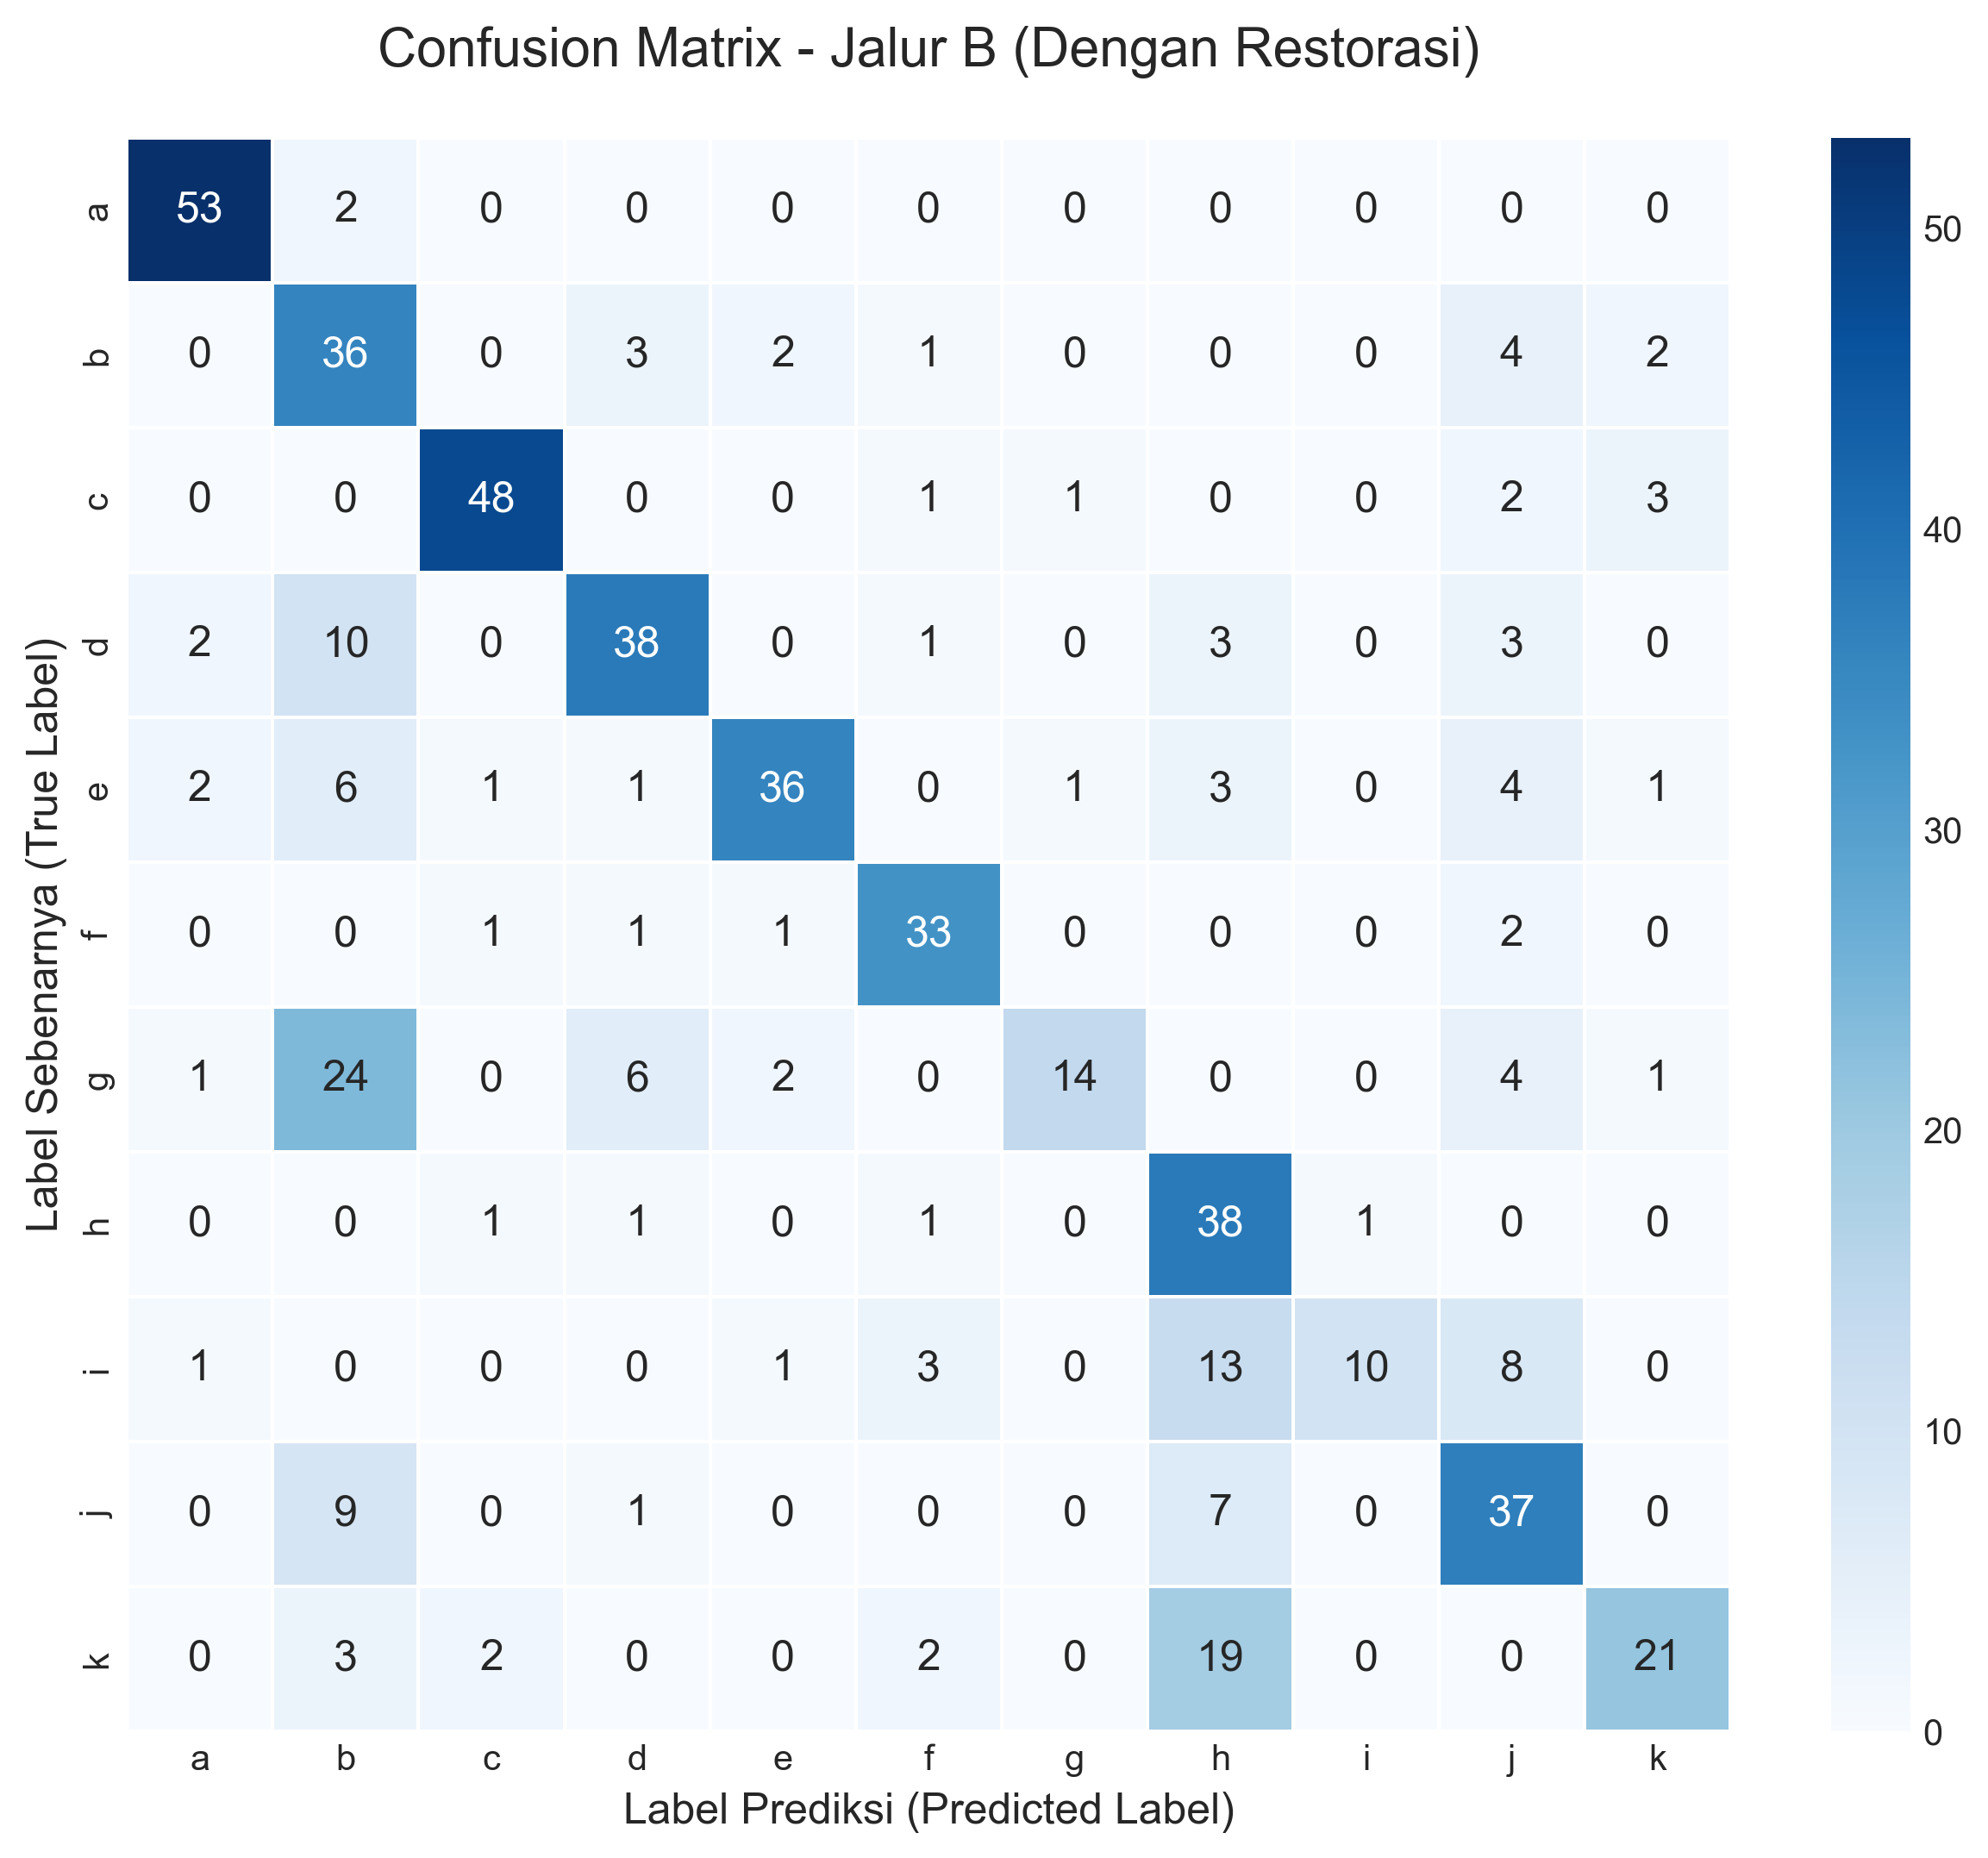 Confusion Matrix - Jalur B (Dengan Restorasi)
a 53 2 0 0 0 0 0 0 0 0 0
b 0 36 0 3 2 1 0 0 0 4 2
c 0 0 48 0 0 1 1 0 0 2 3
d 2 10 0 38 0 1 0 3 0 3 0
e 2 6 1 1 36 0 1 3 0 4 1
f 0 0 1 1 1 33 0 0 0 2 0
g 1 24 0 6 2 0 14 0 0 4 1
h 0 0 1 1 0 1 0 38 1 0 0
i 1 0 0 0 1 3 0 13 10 8 0
j 0 9 0 1 0 0 0 7 0 37 0
k 0 3 2 0 0 2 0 19 0 0 21
a b c d e f g h i j k
Label Prediksi (Predicted Label)
Label Sebenarnya (True Label)
50
40
30
20
10
0